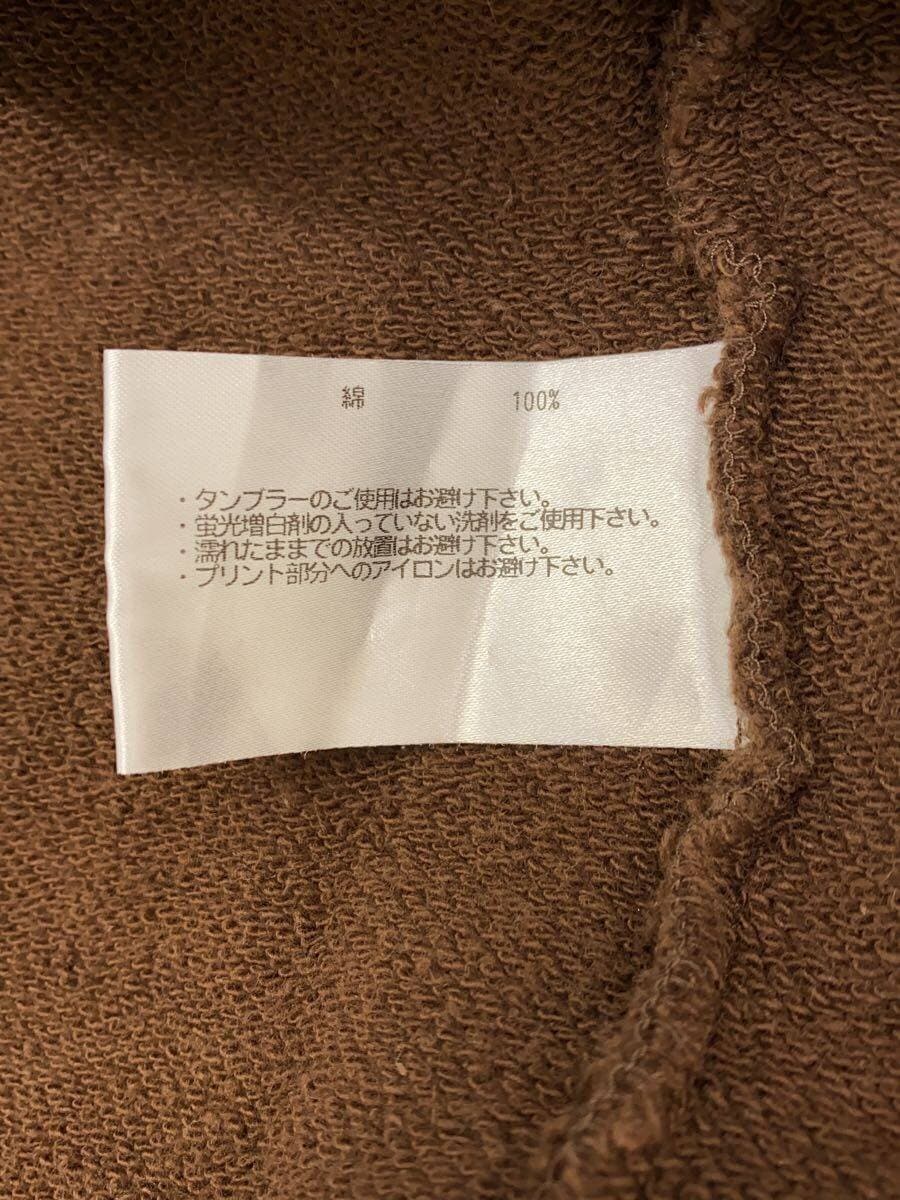 綿 100%
・タンブラーのご使用はお避け下さい。
・蛍光増白剤の入っていない洗剤をご使用下さい。
・濡れたままでの放置はお避け下さい。
・プリント部分へのアイロンはお避け下さい。